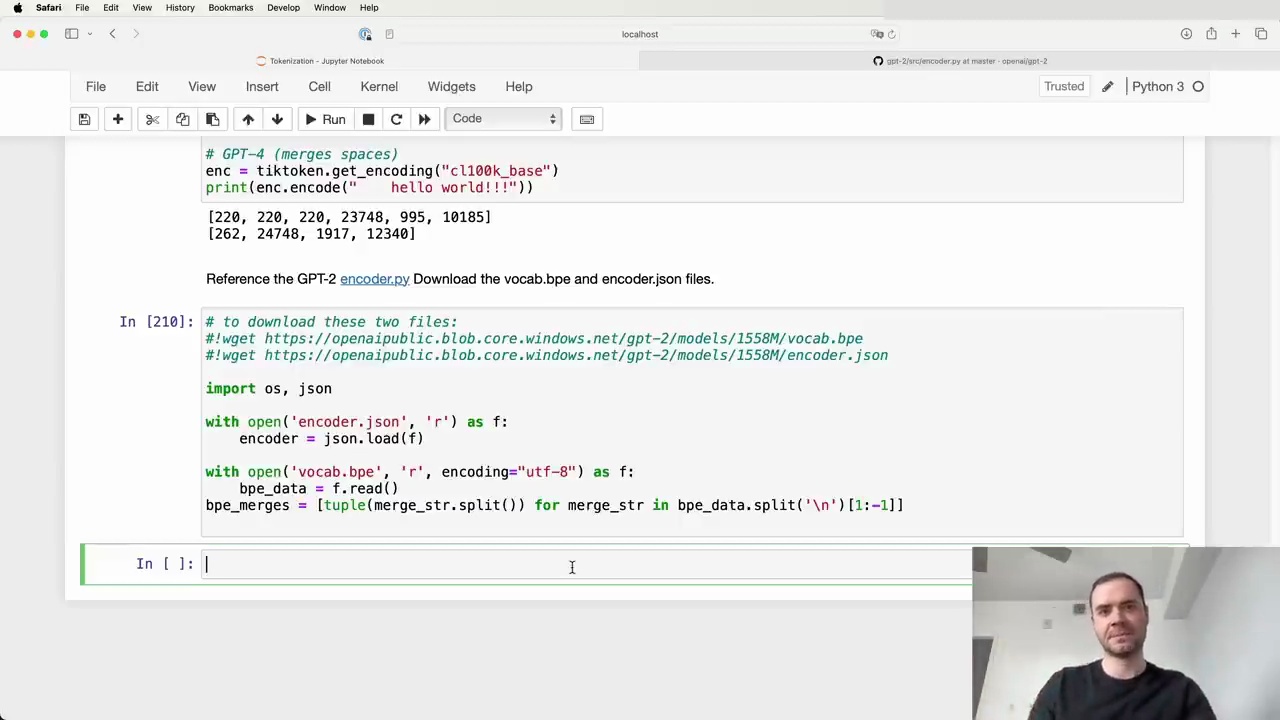 Safari File Edit View History Bookmarks Develop Window Help
localhost
Tokenization - Jupyter Notebook
gpt-2/src/encoder.py at master · openai/gpt-2
File Edit View Insert Cell Kernel Widgets Help
Trusted
Python 3
Run
Code
# GPT-4 (merges spaces)
enc = tiktoken.get_encoding("cl100k_base")
print(enc.encode("    hello world!!!"))
[220, 220, 220, 23748, 995, 10185]
[262, 24748, 1917, 12340]
Reference the GPT-2 encoder.py Download the vocab.bpe and encoder.json files.
In [210]:
# to download these two files:
#!wget https://openaipublic.blob.core.windows.net/gpt-2/models/1558M/vocab.bpe
#!wget https://openaipublic.blob.core.windows.net/gpt-2/models/1558M/encoder.json
import os, json
with open('encoder.json', 'r') as f:
    encoder = json.load(f)
with open('vocab.bpe', 'r', encoding="utf-8") as f:
    bpe_data = f.read()
bpe_merges = [tuple(merge_str.split()) for merge_str in bpe_data.split('\n')[1:-1]]
In [ ]: